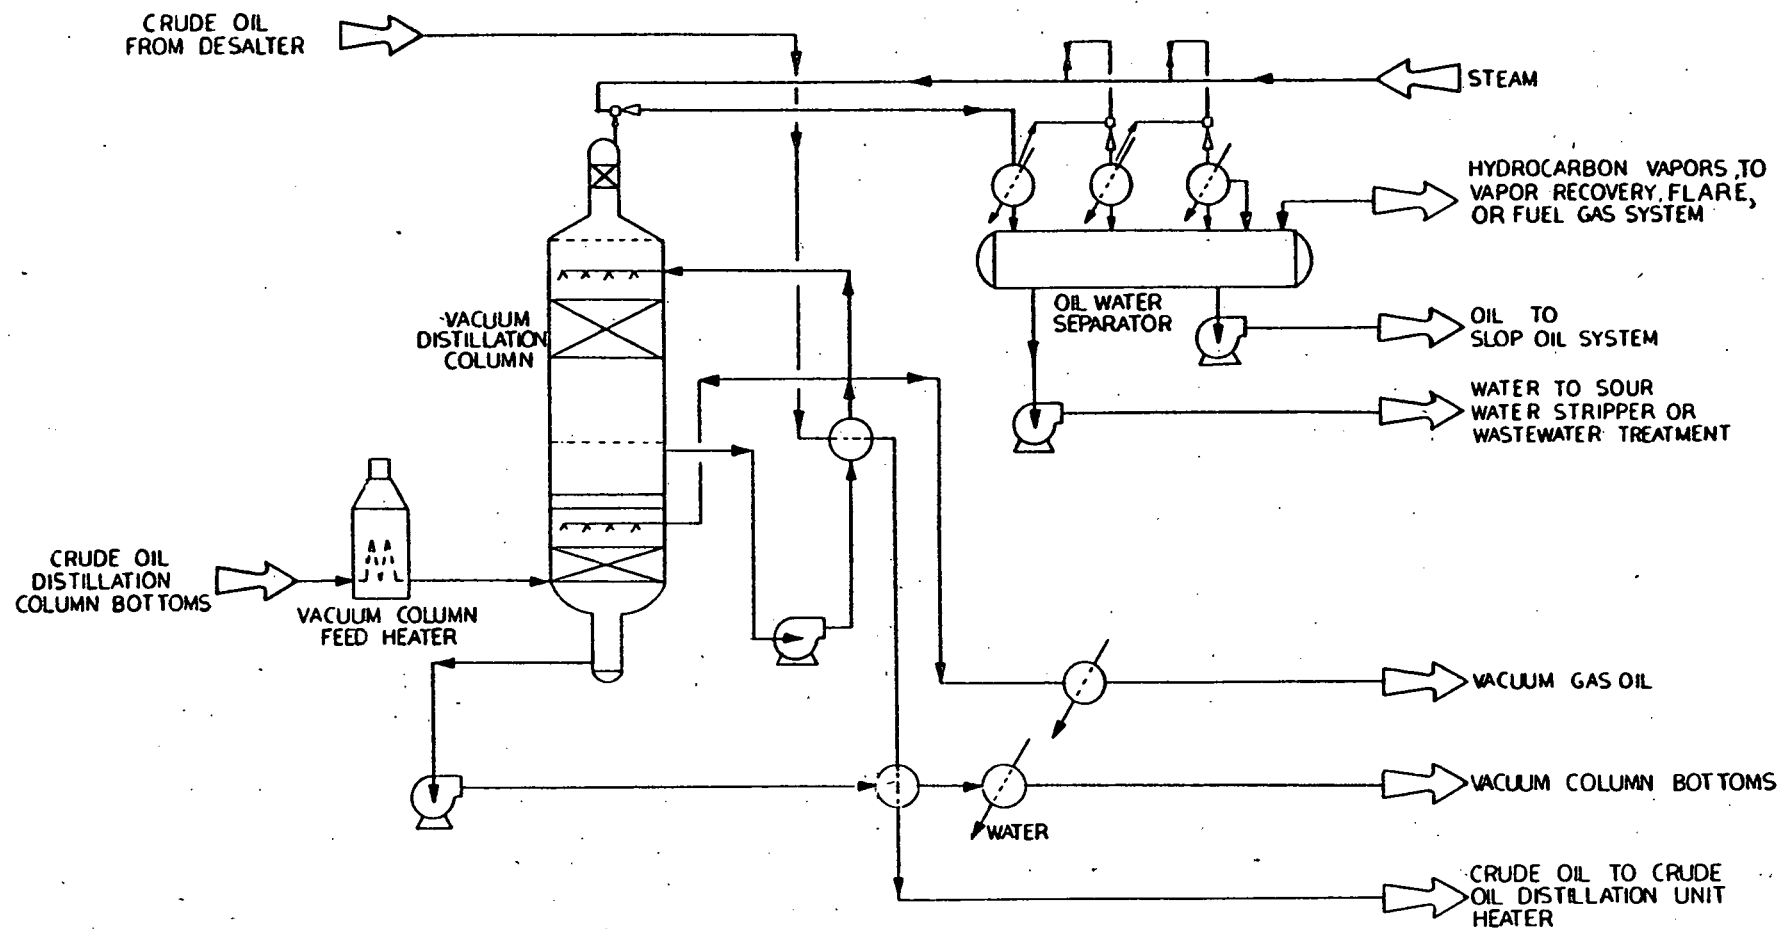 CRUDE OIL
FROM DESALTER
STEAM
HYDROCARBON VAPORS, TO
VAPOR RECOVERY, FLARE,
OR FUEL GAS SYSTEM
OIL WATER
SEPARATOR
OIL TO
SLOP OIL SYSTEM
VACUUM
DISTILLATION
COLUMN
WATER TO SOUR
WATER STRIPPER OR
WASTEWATER TREATMENT
CRUDE OIL
DISTILLATION
COLUMN BOTTOMS
VACUUM COLUMN
FEED HEATER
VACUUM GAS OIL
VACUUM COLUMN BOTTOMS
WATER
CRUDE OIL TO CRUDE
OIL DISTILLATION UNIT
HEATER